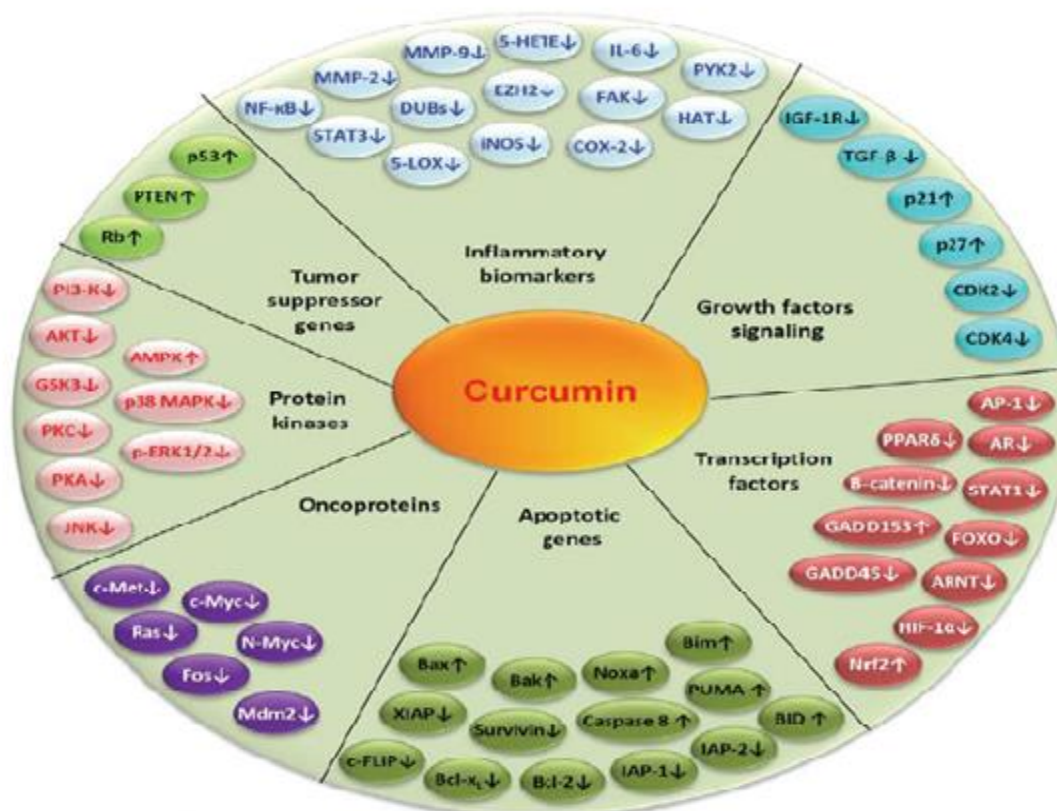 5-HETE↓
MMP-9↓
IL-6↓
PYK2↓
MMP-2↓
EZH2↓
FAK↓
NF-κB↓
DUBs↓
HAT↓
STAT3↓
iNOS↓
COX-2↓
5-LOX↓
Inflammatory
biomarkers
IGF-1R↓
TGF-β↓
p21↑
p27↑
CDK2↓
CDK4↓
Growth factors
signaling
p53↑
PTEN↑
Rb↑
Tumor
suppressor
genes
PI3-K↓
AKT↓
AMPK↑
GSK3↓
p38 MAPK↓
PKC↓
p-ERK1/2↓
PKA↓
JNK↓
Protein
kinases
Curcumin
AP-1↓
PPARδ↓
AR↓
B-catenin↓
STAT1↓
GADD153↑
FOXO↓
GADD45↓
ARNT↓
HIF-1α↓
Nrf2↑
Transcription
factors
Oncoproteins
c-Met↓
c-Myc↓
Ras↓
N-Myc↓
Fos↓
Mdm2↓
Apoptotic
genes
Bim↑
Bax↑
Bak↑
Noxa↑
PUMA↑
XIAP↓
Survivin↓
Caspase 8↑
BID↑
c-FLIP↓
Bcl-xL↓
Bcl-2↓
IAP-1↓
IAP-2↓